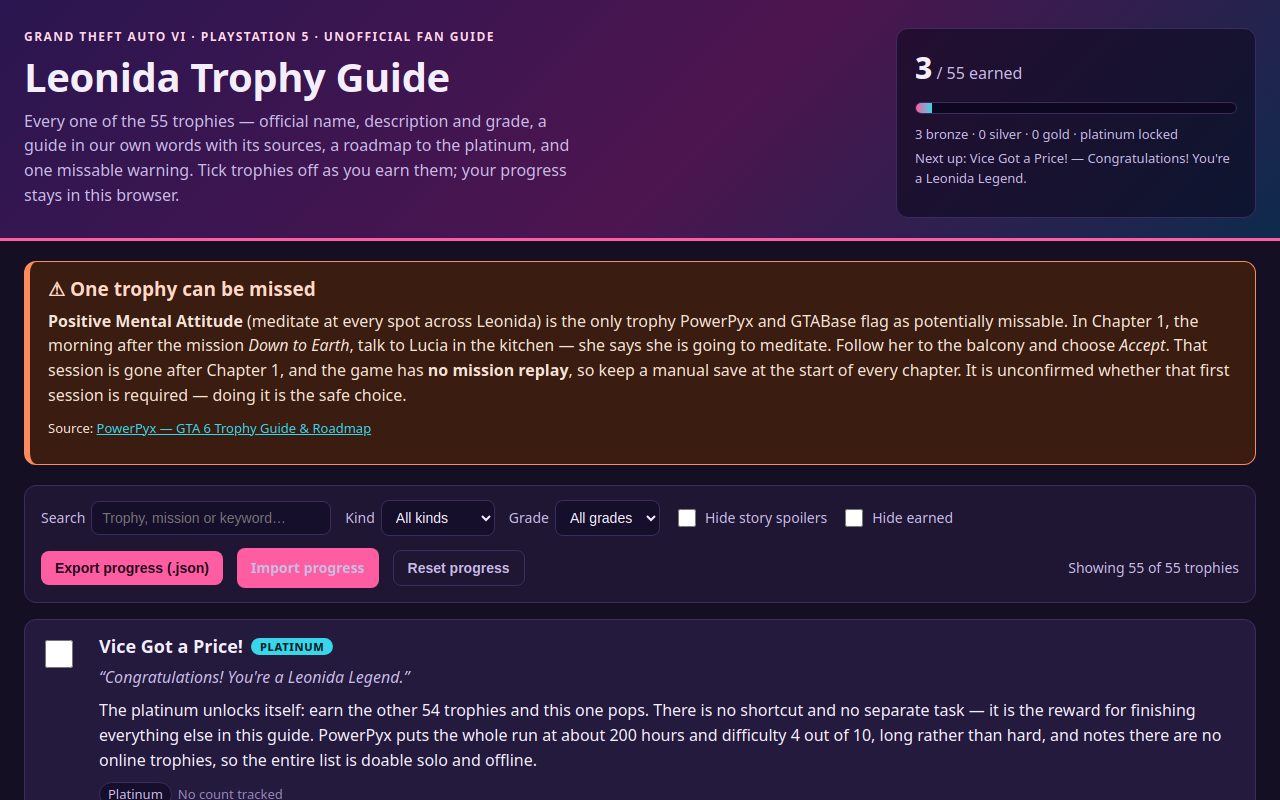 GRAND THEFT AUTO VI · PLAYSTATION 5 · UNOFFICIAL FAN GUIDE
Leonida Trophy Guide
Every one of the 55 trophies — official name, description and grade, a
guide in our own words with its sources, a roadmap to the platinum, and
one missable warning. Tick trophies off as you earn them; your progress
stays in this browser.
3 / 55 earned
3 bronze · 0 silver · 0 gold · platinum locked
Next up: Vice Got a Price! — Congratulations! You're
a Leonida Legend.
⚠ One trophy can be missed
Positive Mental Attitude (meditate at every spot across Leonida) is the only trophy PowerPyx and GTABase flag as potentially missable. In Chapter 1, the
morning after the mission Down to Earth, talk to Lucia in the kitchen — she says she is going to meditate. Follow her to the balcony and choose Accept. That
session is gone after Chapter 1, and the game has no mission replay, so keep a manual save at the start of every chapter. It is unconfirmed whether that first
session is required — doing it is the safe choice.
Source: PowerPyx — GTA 6 Trophy Guide & Roadmap
Search Trophy, mission or keyword… Kind All kinds Grade All grades Hide story spoilers Hide earned
Export progress (.json) Import progress Reset progress Showing 55 of 55 trophies
Vice Got a Price! PLATINUM
“Congratulations! You're a Leonida Legend.”
The platinum unlocks itself: earn the other 54 trophies and this one pops. There is no shortcut and no separate task — it is the reward for finishing
everything else in this guide. PowerPyx puts the whole run at about 200 hours and difficulty 4 out of 10, long rather than hard, and notes there are no
online trophies, so the entire list is doable solo and offline.
Platinum No count tracked